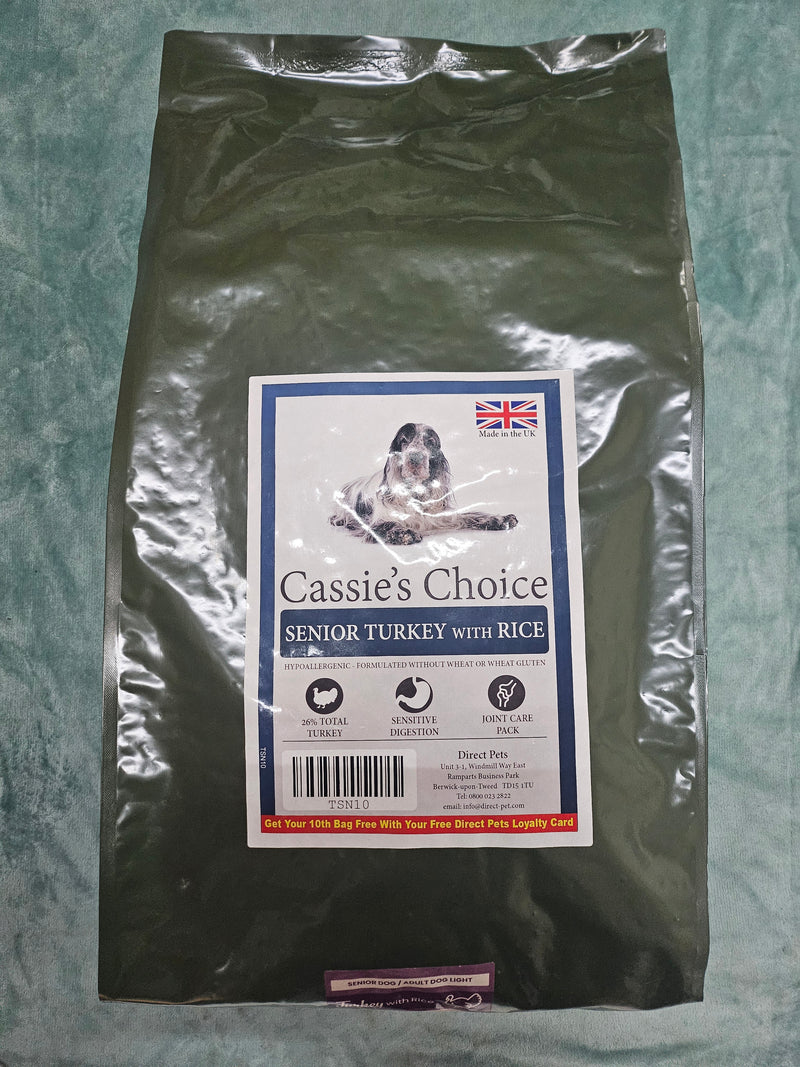 Made in the UK
Cassie's Choice
SENIOR TURKEY WITH RICE
HYPOALLERGENIC - FORMULATED WITHOUT WHEAT OR WHEAT GLUTEN
26% TOTAL
TURKEY
SENSITIVE
DIGESTION
JOINT CARE
PACK
TSN10
TSN10
Direct Pets
Unit 3-1, Windmill Way East
Ramparts Business Park
Berwick-upon-Tweed TD15 1TU
Tel: 0800 023 2822
email: info@direct-pet.com
Get Your 10th Bag Free With Your Free Direct Pets Loyalty Card
SENIOR DOG / ADULT DOG LIGHT
Turkey with Rice